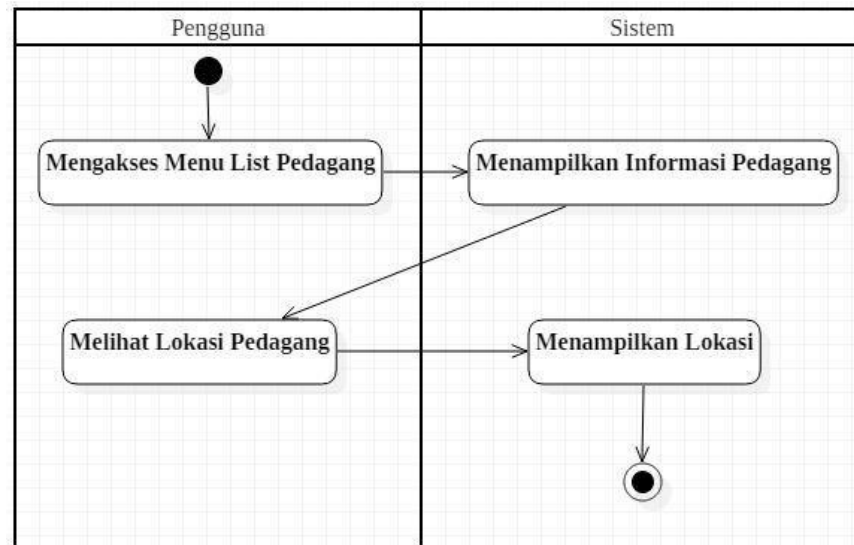 Pengguna
Sistem
Mengakses Menu List Pedagang
Menampilkan Informasi Pedagang
Melihat Lokasi Pedagang
Menampilkan Lokasi